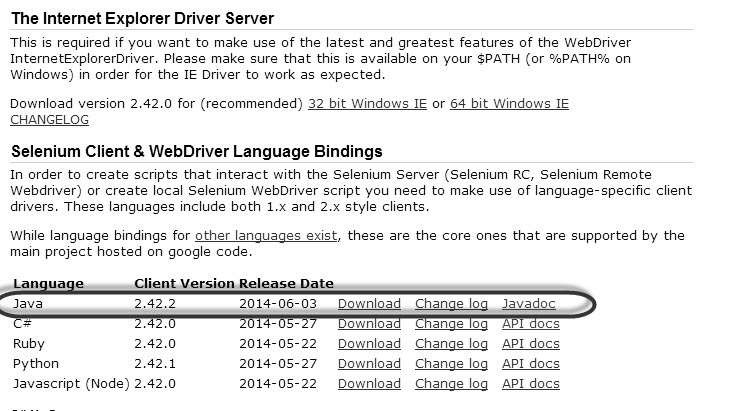 The Internet Explorer Driver Server
This is required if you want to make use of the latest and greatest features of the WebDriver
InternetExplorerDriver. Please make sure that this is available on your $PATH (or %PATH% on
Windows) in order for the IE Driver to work as expected.
Download version 2.42.0 for (recommended) 32 bit Windows IE or 64 bit Windows IE
CHANGELOG
Selenium Client & WebDriver Language Bindings
In order to create scripts that interact with the Selenium Server (Selenium RC, Selenium Remote
Webdriver) or create local Selenium WebDriver script you need to make use of language-specific client
drivers. These languages include both 1.x and 2.x style clients.
While language bindings for other languages exist, these are the core ones that are supported by the
main project hosted on google code.
Language Client Version Release Date
Java 2.42.2 2014-06-03 Download Change log Javadoc
C# 2.42.0 2014-05-27 Download Change log API docs
Ruby 2.42.0 2014-05-22 Download Change log API docs
Python 2.42.1 2014-05-27 Download Change log API docs
Javascript (Node) 2.42.0 2014-05-22 Download Change log API docs